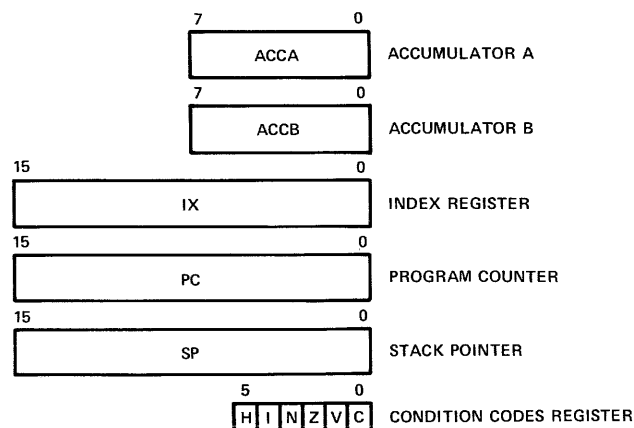 7 0
ACCA ACCUMULATOR A
7 0
ACCB ACCUMULATOR B
15 0
IX INDEX REGISTER
15 0
PC PROGRAM COUNTER
15 0
SP STACK POINTER
5 0
H I N Z V C CONDITION CODES REGISTER